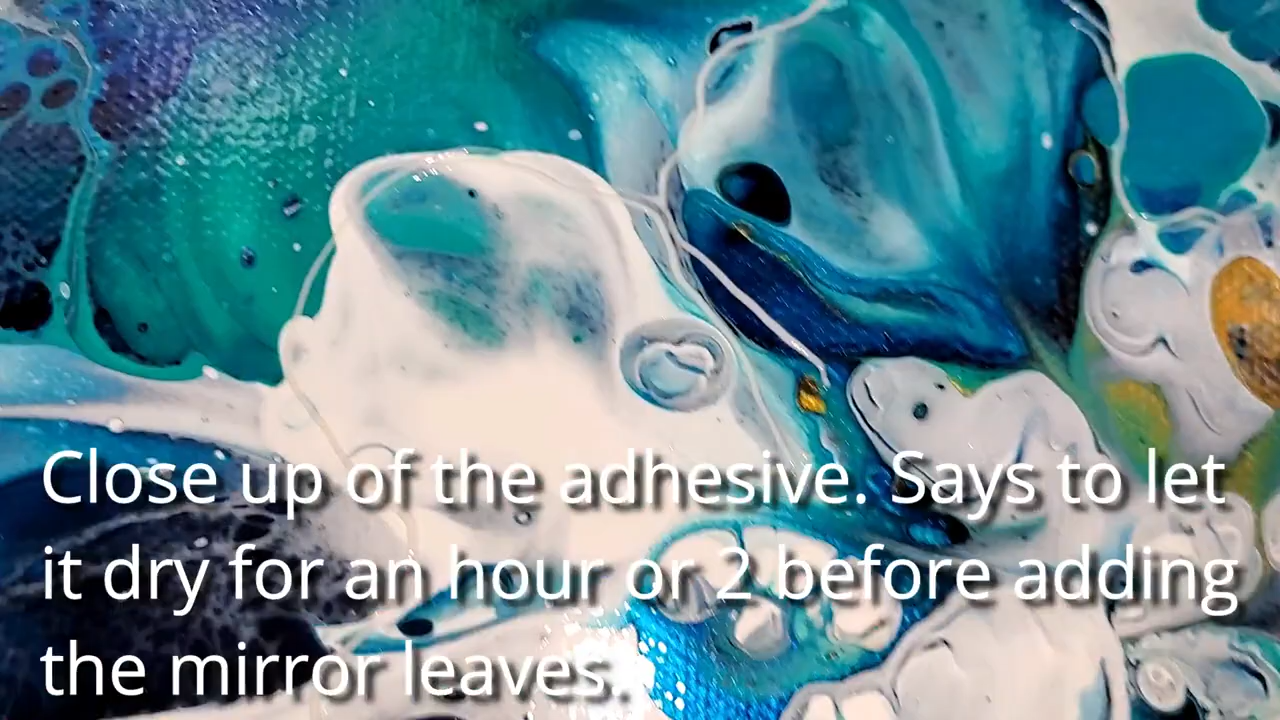 Close up of the adhesive. Says to let
it dry for an hour or 2 before adding
the mirror leaves.